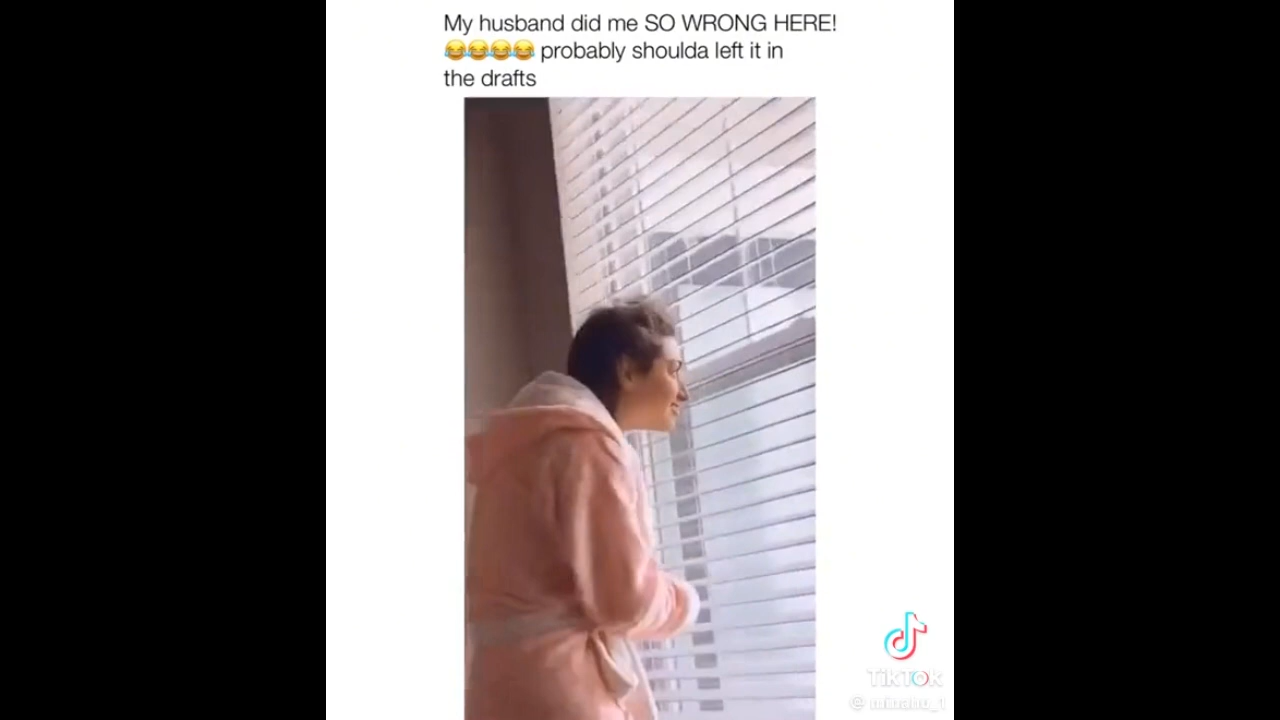 My husband did me SO WRONG HERE!
😂😂😂😂 probably shoulda left it in
the drafts
TikTok